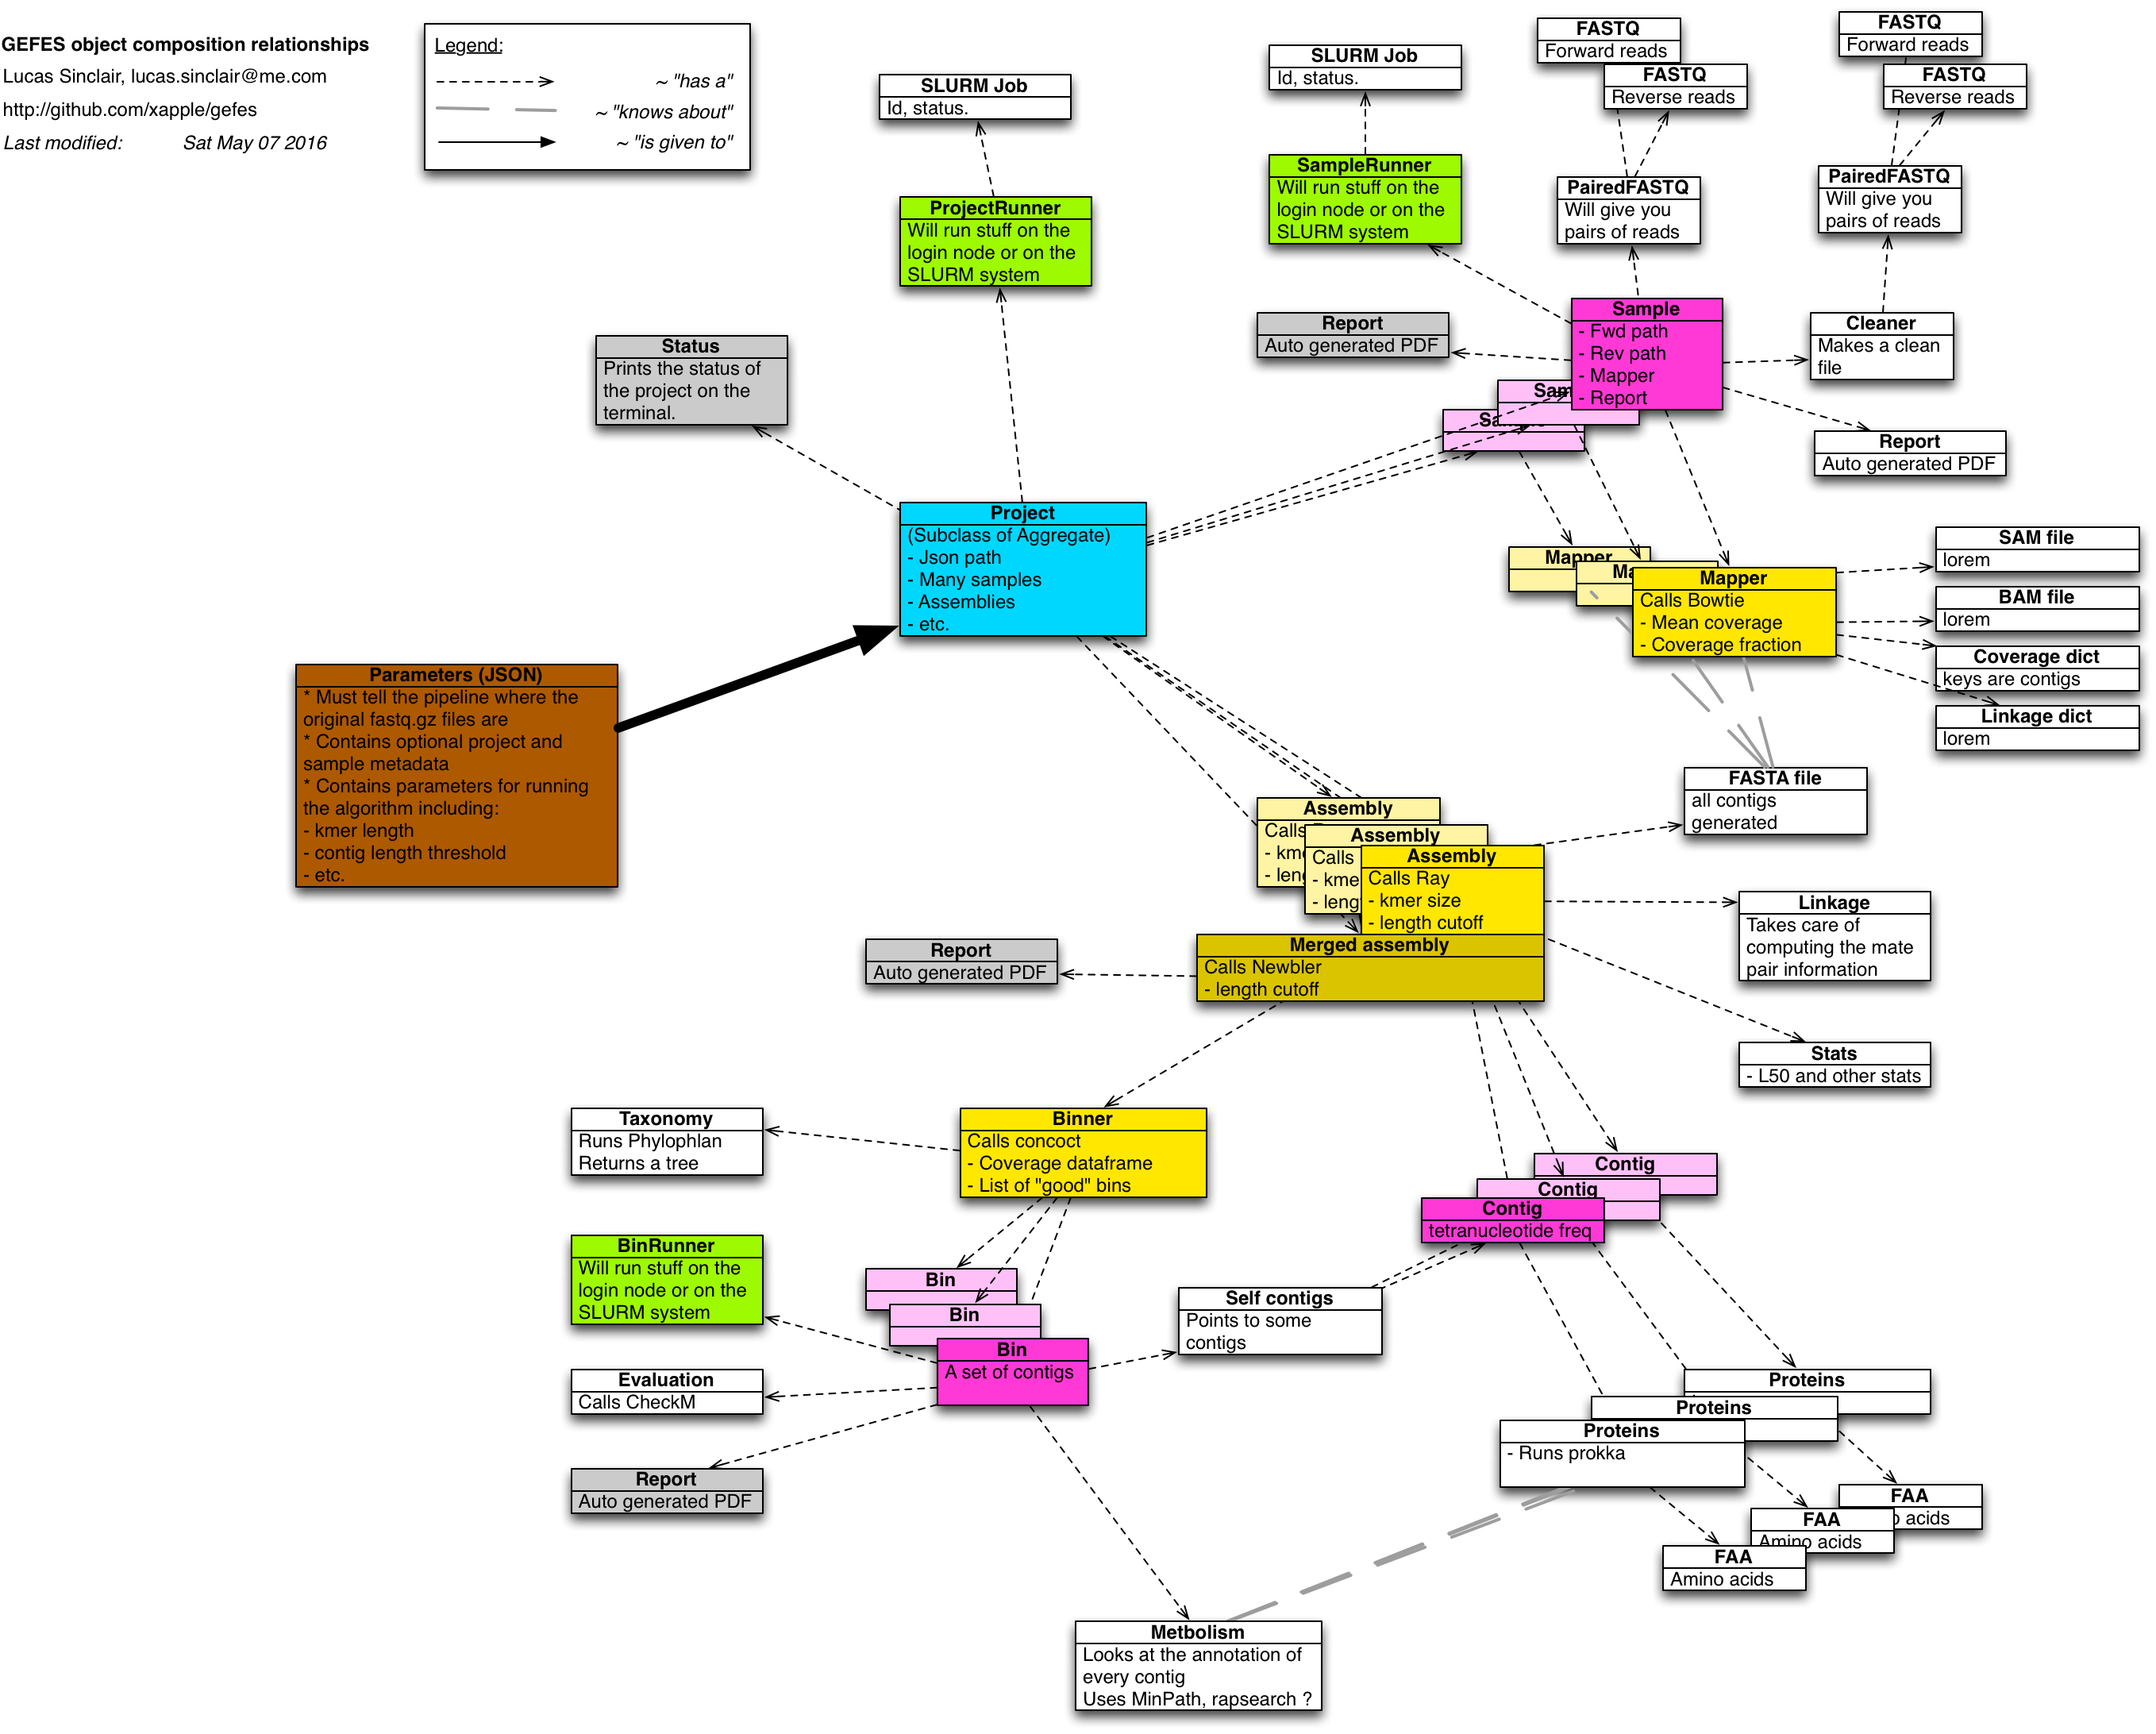 GEFES object composition relationships
Lucas Sinclair, lucas.sinclair@me.com
http://github.com/xapple/gefes
Last modified: Sat May 07 2016
Legend:
~ "has a"
~ "knows about"
~ "is given to"
SLURM Job
Id, status.
ProjectRunner
Will run stuff on the
login node or on the
SLURM system
Status
Prints the status of
the project on the
terminal.
SLURM Job
Id, status.
SampleRunner
Will run stuff on the
login node or on the
SLURM system
FASTQ
Forward reads
FASTQ
Reverse reads
PairedFASTQ
Will give you
pairs of reads
FASTQ
Forward reads
FASTQ
Reverse reads
PairedFASTQ
Will give you
pairs of reads
Report
Auto generated PDF
Sample
- Fwd path
- Rev path
- Mapper
- Report
Cleaner
Makes a clean
file
Report
Auto generated PDF
Project
(Subclass of Aggregate)
- Json path
- Many samples
- Assemblies
- etc.
Parameters (JSON)
* Must tell the pipeline where the
original fastq.gz files are
* Contains optional project and
sample metadata
* Contains parameters for running
the algorithm including:
- kmer length
- contig length threshold
- etc.
Mapper
Mapper
Calls Bowtie
- Mean coverage
- Coverage fraction
SAM file
lorem
BAM file
lorem
Coverage dict
keys are contigs
Linkage dict
lorem
FASTA file
all contigs
generated
Assembly
Calls
Assembly
Calls
Assembly
Calls Ray
- kmer size
- length cutoff
Merged assembly
Calls Newbler
- length cutoff
Report
Auto generated PDF
Linkage
Takes care of
computing the mate
pair information
Stats
- L50 and other stats
Taxonomy
Runs Phylophlan
Returns a tree
Binner
Calls concoct
- Coverage dataframe
- List of "good" bins
BinRunner
Will run stuff on the
login node or on the
SLURM system
Bin
Bin
Bin
A set of contigs
Evaluation
Calls CheckM
Report
Auto generated PDF
Self contigs
Points to some
contigs
Contig
Contig
Contig
tetranucleotide freq
Proteins
Proteins
Proteins
- Runs prokka
FAA
acids
FAA
Amino acids
FAA
Amino acids
Metbolism
Looks at the annotation of
every contig
Uses MinPath, rapsearch ?